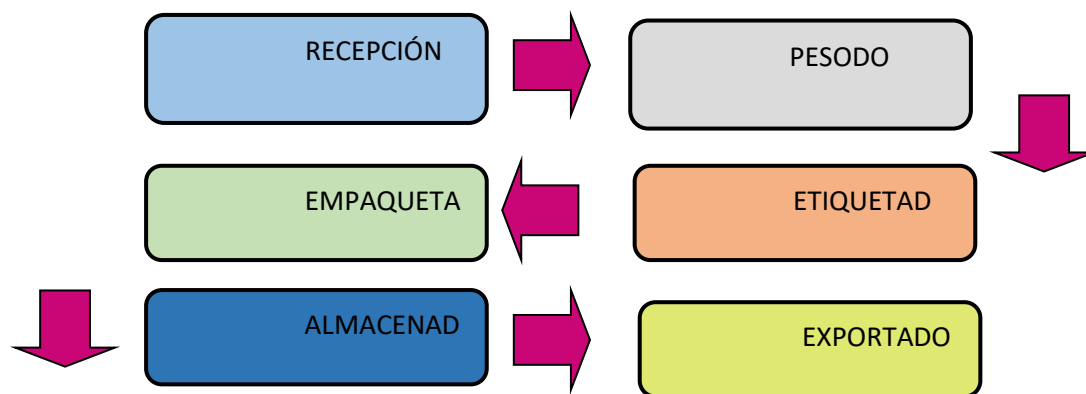 RECEPCIÓN
PESODO
EMPAQUETA
ETIQUETAD
ALMACENAD
EXPORTADO